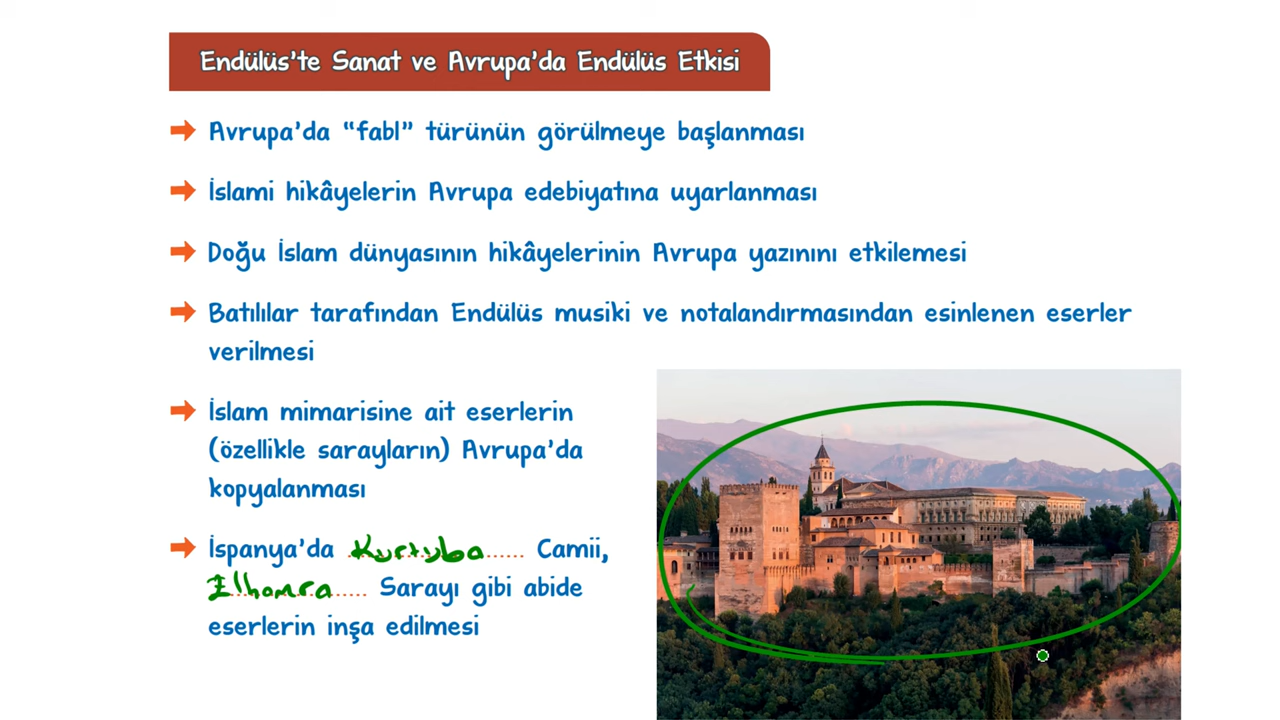 Endülüs'te Sanat ve Avrupa'da Endülüs Etkisi
Avrupa'da “fabl” türünün görülmeye başlanması
İslami hikâyelerin Avrupa edebiyatına uyarlanması
Doğu İslam dünyasının hikâyelerinin Avrupa yazınını etkilemesi
Batılılar tarafından Endülüs musiki ve notalandırmasından esinlenen eserler
verilmesi
İslam mimarisine ait eserlerin
(özellikle sarayların) Avrupa'da
kopyalanması
İspanya'da Kurtuba Camii,
Elhamra Sarayı gibi abide
eserlerin inşa edilmesi